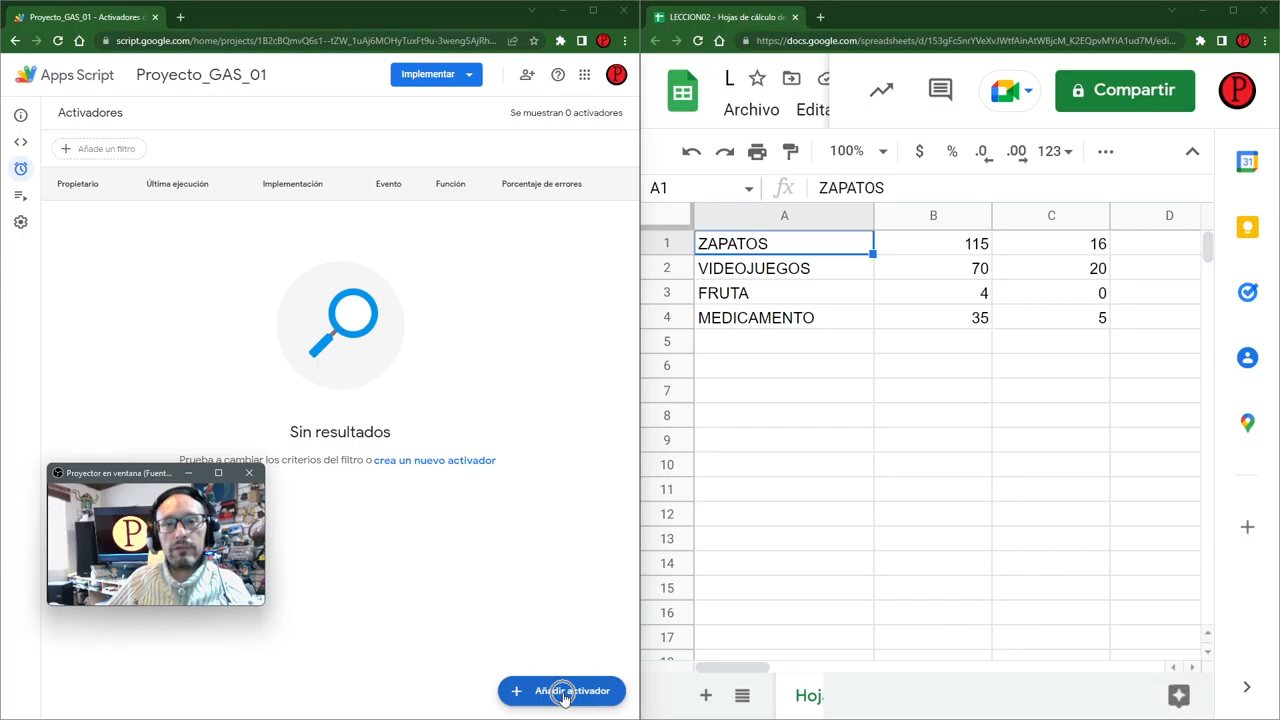 Proyecto_GAS_01 - Activadores d
script.google.com/home/projects/1B2cBQmvQ6s1--tZW_1uAj6MOHyTuxFt9u-3weng5AjRh...
Apps Script
Proyecto_GAS_01
Implementar
Activadores
Se muestran 0 activadores
Añade un filtro
Propietario
Última ejecución
Implementación
Evento
Función
Porcentaje de errores
Sin resultados
Prueba a cambiar los criterios del filtro o crea un nuevo activador
Proyector en ventana (Fuent...
P
Añadir activador
LECCION02 - Hojas de cálculo de
https://docs.google.com/spreadsheets/d/153gFc5nrYVeXvJWtfAinAtWBjcM_K2EQpvMYiA1ud7M/edi...
L
Archivo
Edita
Compartir
P
100%
$
%
.0
.00
123
A1
fx
ZAPATOS
A B C D
1 ZAPATOS 115 16
2 VIDEOJUEGOS 70 20
3 FRUTA 4 0
4 MEDICAMENTO 35 5
5
6
7
8
9
10
11
12
13
14
15
16
17
Hoj
31